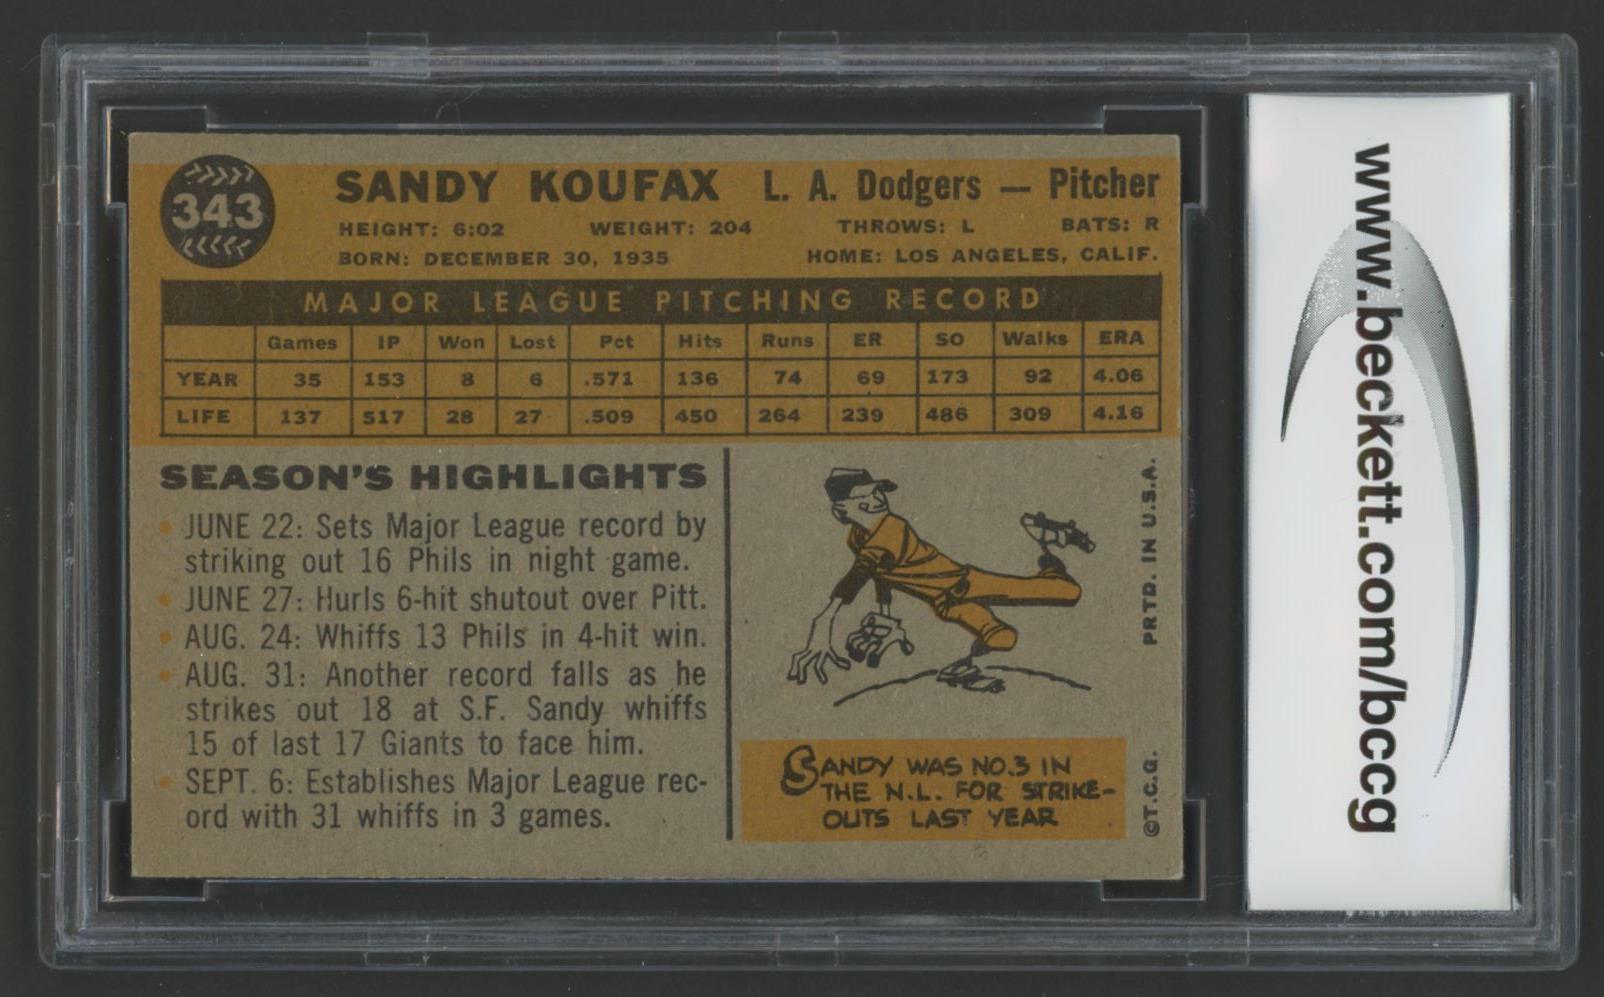 343
SANDY KOUFAX L. A. Dodgers — Pitcher
HEIGHT: 6:02 WEIGHT: 204 THROWS: L BATS: R
BORN: DECEMBER 30, 1935 HOME: LOS ANGELES, CALIF.
MAJOR LEAGUE PITCHING RECORD
Games IP Won Lost Pct Hits Runs ER SO Walks ERA
YEAR 35 153 8 6 .571 136 74 69 173 92 4.06
LIFE 137 517 28 27 .509 450 264 239 486 309 4.16
SEASON'S HIGHLIGHTS
• JUNE 22: Sets Major League record by
striking out 16 Phils in night game.
• JUNE 27: Hurls 6-hit shutout over Pitt.
• AUG. 24: Whiffs 13 Phils in 4-hit win.
• AUG. 31: Another record falls as he
strikes out 18 at S.F. Sandy whiffs
15 of last 17 Giants to face him.
• SEPT. 6: Establishes Major League rec-
ord with 31 whiffs in 3 games.
SANDY WAS NO.3 IN
THE N.L. FOR STRIKE-
OUTS LAST YEAR
©T.C.G. PRTD. IN U.S.A.
www.beckett.com/bccg